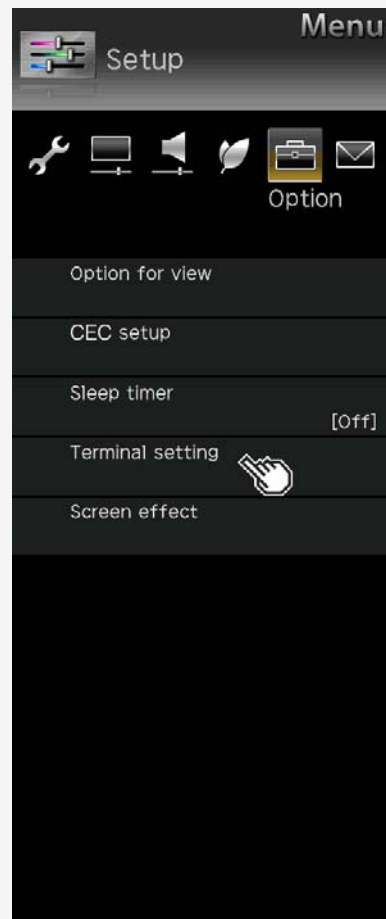 Menu
Setup
Option
Option for view
CEC setup
Sleep timer
[Off]
Terminal setting
Screen effect